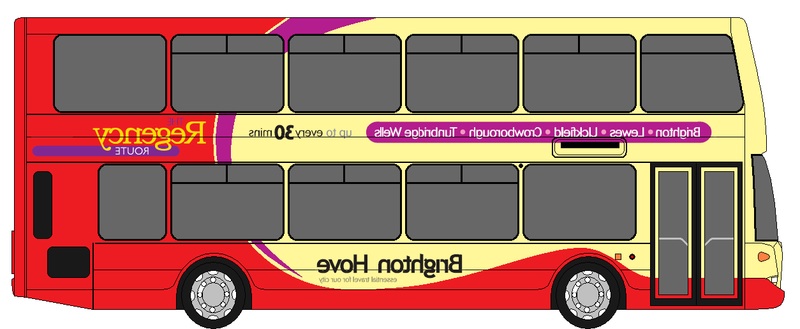 Brighton • Lewes • Uckfield • Crowborough • Tunbridge Wells
up to every 30 mins
Regency
ROUTE
Brighton Hove
essential travel for our city